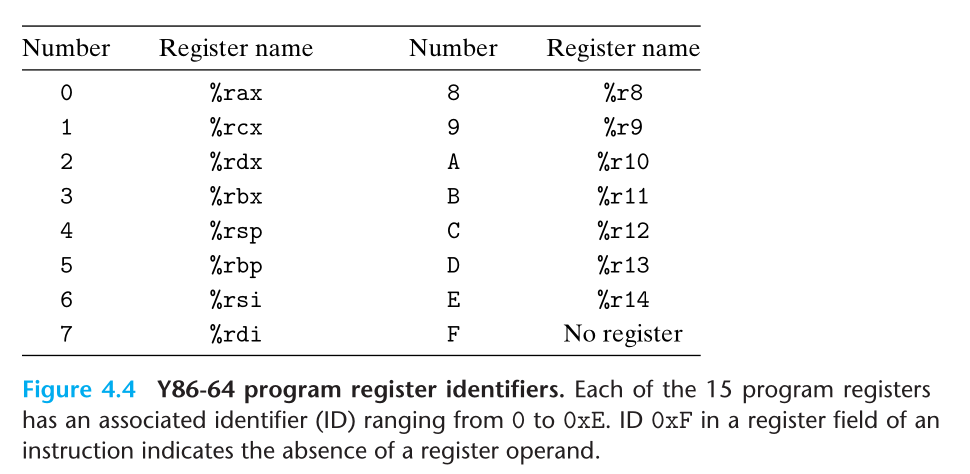 Number Register name Number Register name
0 %rax 8 %r8
1 %rcx 9 %r9
2 %rdx A %r10
3 %rbx B %r11
4 %rsp C %r12
5 %rbp D %r13
6 %rsi E %r14
7 %rdi F No register
Figure 4.4 Y86-64 program register identifiers. Each of the 15 program registers
has an associated identifier (ID) ranging from 0 to 0xE. ID 0xF in a register field of an
instruction indicates the absence of a register operand.